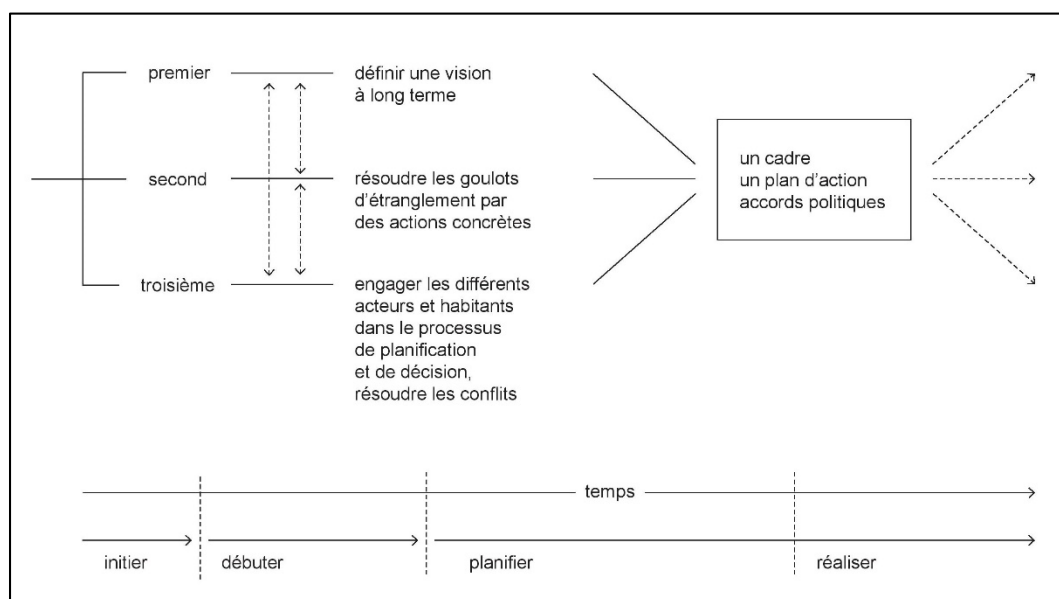 premier
définir une vision
à long terme
second
résoudre les goulots
d’étranglement par
des actions concrètes
troisième
engager les différents
acteurs et habitants
dans le processus
de planification
et de décision,
résoudre les conflits
un cadre
un plan d’action
accords politiques
temps
initier
débuter
planifier
réaliser